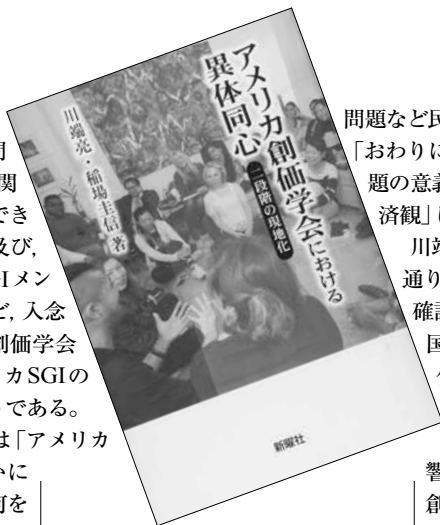 関
でき
及び,
GIメン
ど, 入念
創価学会
カSGIの
である。
は「アメリカ
かに
何を
アメリカ創価学会における
異体同心
二段階の現地化
川端亮・稲場圭信 著
新曜社
問題など民
「おわりに
題の意義
済観」
川端
通り
確認
国
響
創